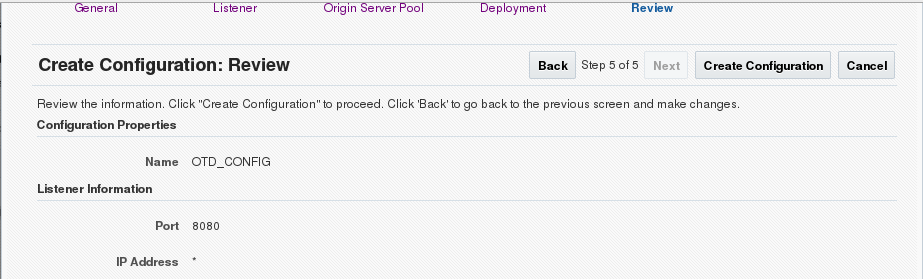 General Listener Origin Server Pool Deployment Review
Create Configuration: Review Back Step 5 of 5 Next Create Configuration Cancel
Review the information. Click "Create Configuration" to proceed. Click 'Back' to go back to the previous screen and make changes.
Configuration Properties
Name OTD_CONFIG
Listener Information
Port 8080
IP Address *